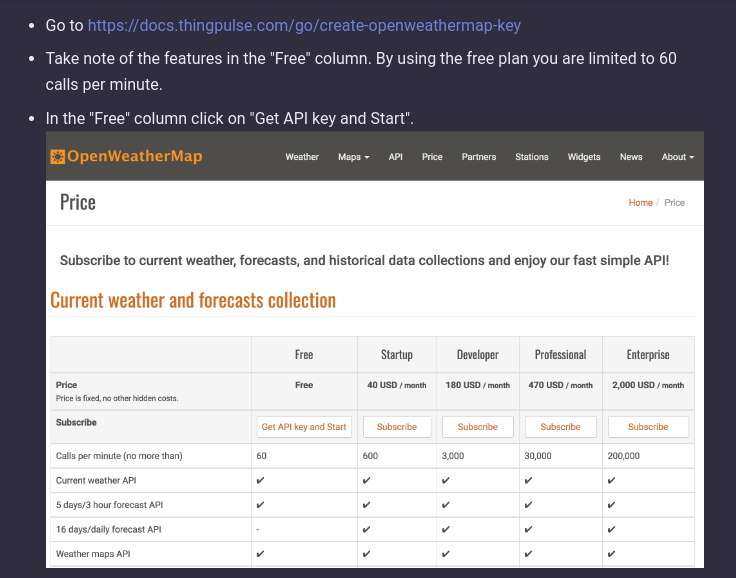 Go to https://docs.thingpulse.com/go/create-openweathermap-key
Take note of the features in the "Free" column. By using the free plan you are limited to 60
calls per minute.
In the "Free" column click on "Get API key and Start".
OpenWeatherMap Weather Maps API Price Partners Stations Widgets News About
Price Home / Price
Subscribe to current weather, forecasts, and historical data collections and enjoy our fast simple API!
Current weather and forecasts collection
Free Startup Developer Professional Enterprise
Price Free 40 USD / month 180 USD / month 470 USD / month 2,000 USD / month
Price is fixed, no other hidden costs.
Subscribe Get API key and Start Subscribe Subscribe Subscribe Subscribe
Calls per minute (no more than) 60 600 3,000 30,000 200,000
Current weather API ✔ ✔ ✔ ✔ ✔
5 days/3 hour forecast API ✔ ✔ ✔ ✔ ✔
16 days/daily forecast API - ✔ ✔ ✔ ✔
Weather maps API ✔ ✔ ✔ ✔ ✔